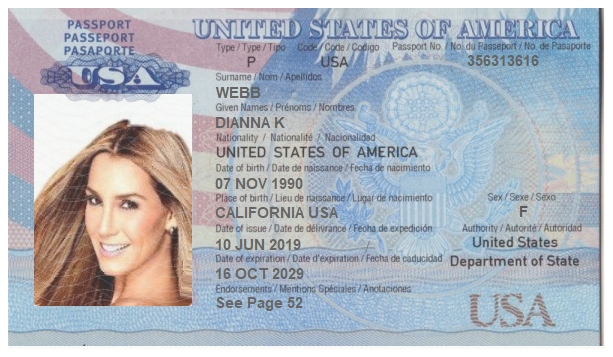 PASSPORT
PASSEPORT
PASAPORTE
USA
UNITED STATES OF AMERICA
Type / Type / Tipo Code / Code / Codigo Passport No. / No. du Passeport / No. de Pasaporte
P USA 356313616
Surname / Nom / Apellidos
WEBB
Given Names / Prénoms / Nombres
DIANNA K
Nationality / Nationalité / Nacionalidad
UNITED STATES OF AMERICA
Date of birth / Date de naissance / Fecha de nacimiento
07 NOV 1990
Place of birth / Lieu de naissance / Lugar de nacimiento Sex / Sexe / Sexo
CALIFORNIA USA F
Date of issue / Date de délivrance / Fecha de expedición Authority / Autorité / Autoridad
10 JUN 2019 United States
Date of expiration / Date d'expiration / Fecha de caducidad Department of State
16 OCT 2029
Endorsements / Mentions Spéciales / Anotaciones
See Page 52
USA